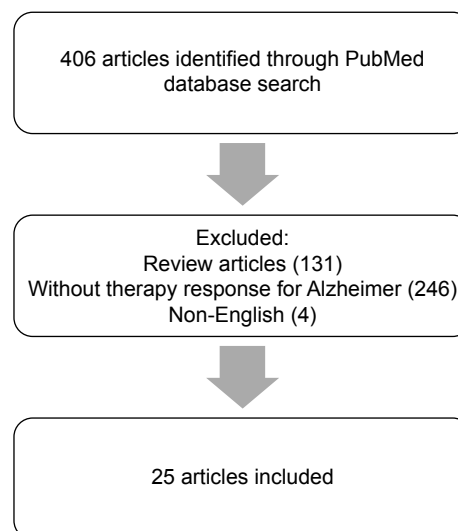 406 articles identified through PubMed
database search
Excluded:
Review articles (131)
Without therapy response for Alzheimer (246)
Non-English (4)
25 articles included